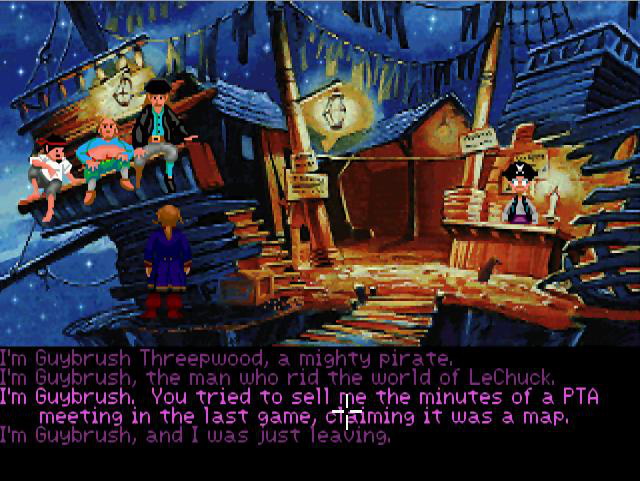 I'm Guybrush Threepwood, a mighty pirate.
I'm Guybrush, the man who rid the world of LeChuck.
I'm Guybrush. You tried to sell me the minutes of a PTA
meeting in the last game, claiming it was a map.
I'm Guybrush, and I was just leaving.